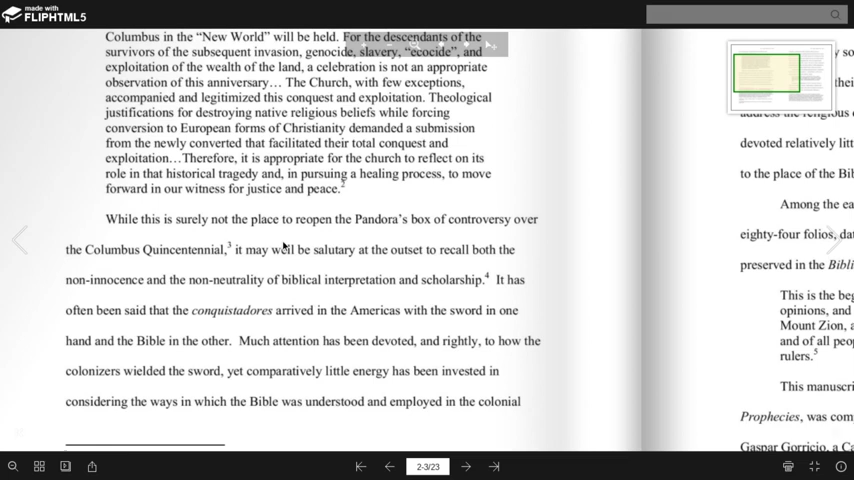 made with
FLIPHTML5
Columbus in the “New World” will be held. For the descendants of the
survivors of the subsequent invasion, genocide, slavery, “ecocide”, and
exploitation of the wealth of the land, a celebration is not an appropriate
observation of this anniversary… The Church, with few exceptions,
accompanied and legitimized this conquest and exploitation. Theological
justifications for destroying native religious beliefs while forcing
conversion to European forms of Christianity demanded a submission
from the newly converted that facilitated their total conquest and
exploitation…Therefore, it is appropriate for the church to reflect on its
role in that historical tragedy and, in pursuing a healing process, to move
forward in our witness for justice and peace.2
While this is surely not the place to reopen the Pandora’s box of controversy over
the Columbus Quincentennial,3 it may well be salutary at the outset to recall both the
non-innocence and the non-neutrality of biblical interpretation and scholarship.4 It has
often been said that the conquistadores arrived in the Americas with the sword in one
hand and the Bible in the other. Much attention has been devoted, and rightly, to how the
colonizers wielded the sword, yet comparatively little energy has been invested in
considering the ways in which the Bible was understood and employed in the colonial
y so
thei
address the religious
devoted relatively litt
to the place of the Bib
Among the ea
eighty-four folios, dat
preserved in the Bibli
This is the beg
opinions, and
Mount Zion, a
and of all peop
rulers.5
This manuscri
Prophecies, was com
Gaspar Gorricio, a Ca
2-3/23